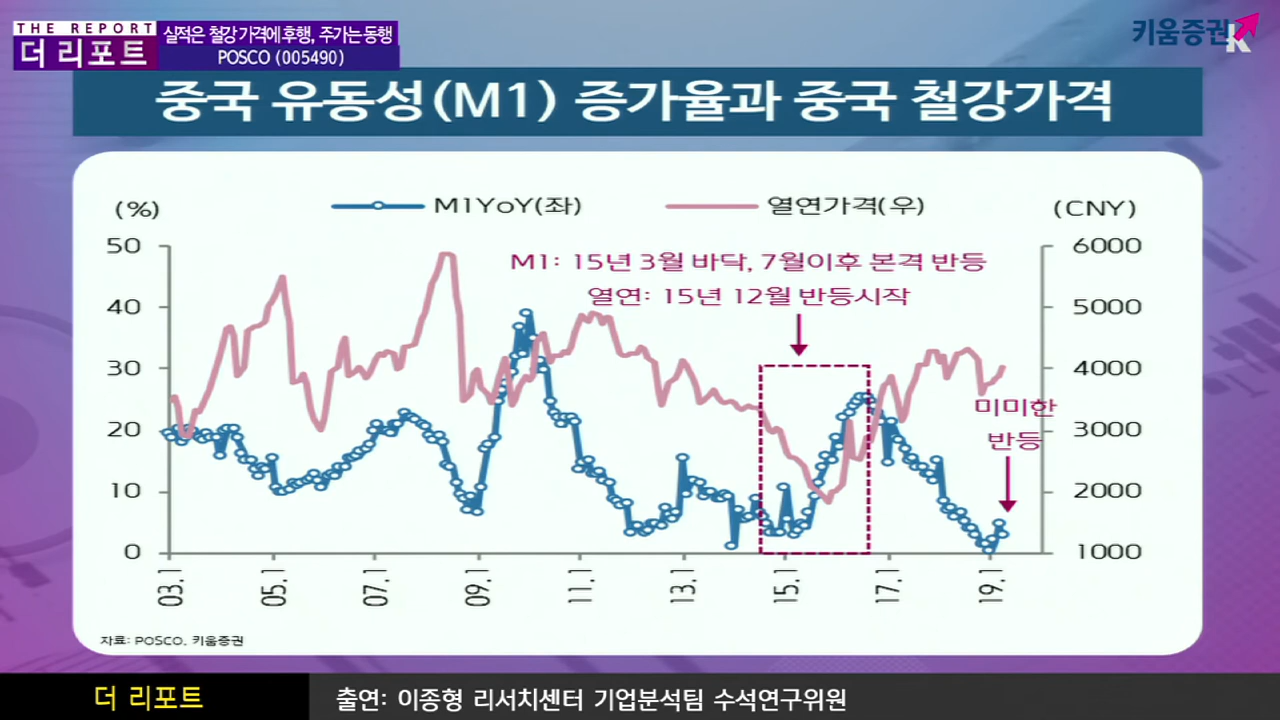 THE REPORT
더 리포트
실적은 철강 가격에 후행, 주가는 동행
POSCO (005490)
키움증권
중국 유동성(M1) 증가율과 중국 철강가격
(%)
M1YoY(좌)
열연가격(우)
(CNY)
50
40
30
20
10
0
6000
5000
4000
3000
2000
1000
M1: 15년 3월 바닥, 7월이후 본격 반등
열연: 15년 12월 반등시작
미미한
반등
03.1
05.1
07.1
09.1
11.1
13.1
15.1
17.1
19.1
자료: POSCO, 키움증권
더 리포트
출연: 이종형 리서치센터 기업분석팀 수석연구위원